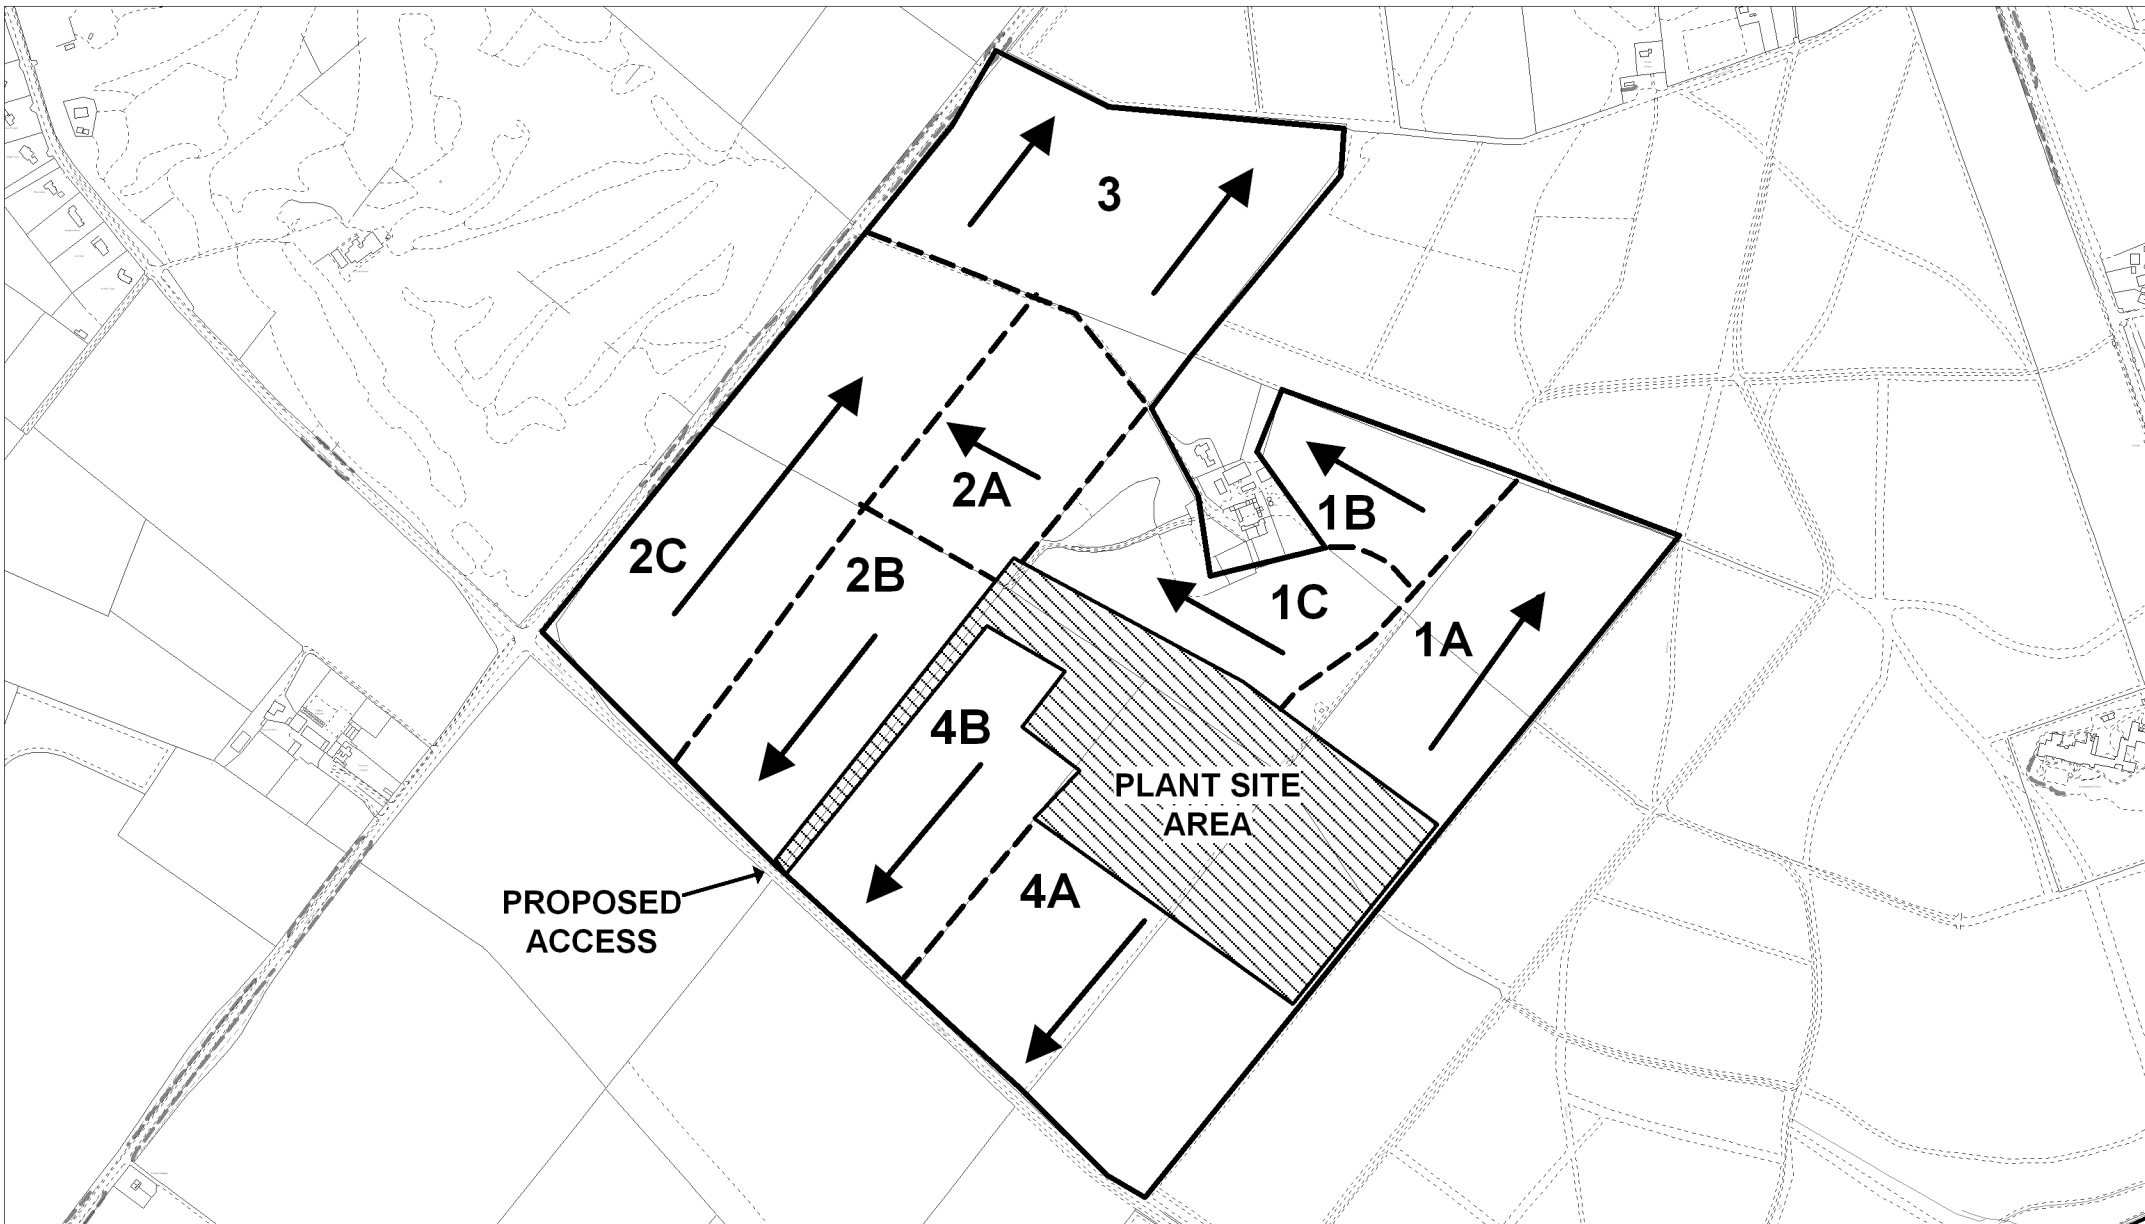 3
2A
1B
2C
2B
1C
1A
4B
PLANT SITE
AREA
4A
PROPOSED
ACCESS